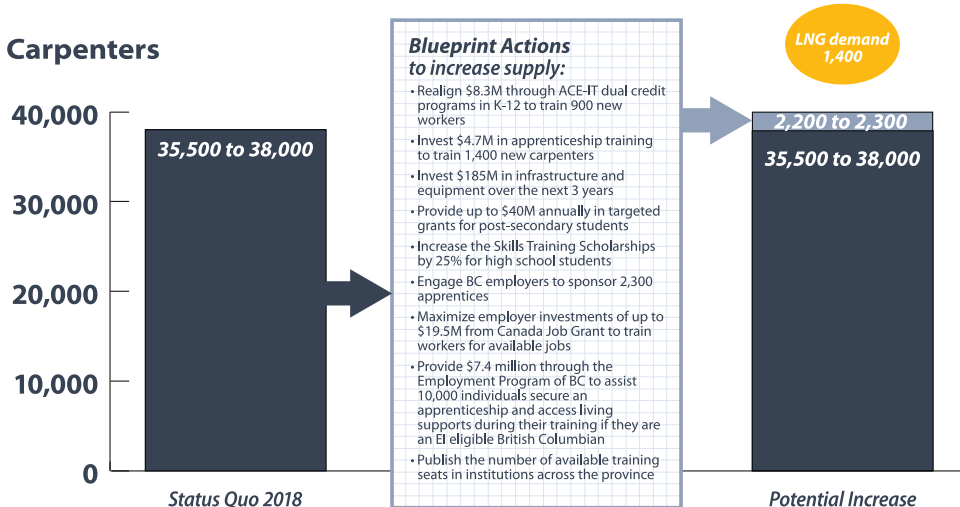 Carpenters
40,000
30,000
20,000
10,000
0
35,500 to 38,000
Status Quo 2018
Blueprint Actions
to increase supply:
• Realign $8.3M through ACE-IT dual credit
programs in K-12 to train 900 new
workers
• Invest $4.7M in apprenticeship training
to train 1,400 new carpenters
• Invest $185M in infrastructure and
equipment over the next 3 years
• Provide up to $40M annually in targeted
grants for post-secondary students
• Increase the Skills Training Scholarships
by 25% for high school students
• Engage BC employers to sponsor 2,300
apprentices
• Maximize employer investments of up to
$19.5M from Canada Job Grant to train
workers for available jobs
• Provide $7.4 million through the
Employment Program of BC to assist
10,000 individuals secure an
apprenticeship and access living
supports during their training if they are
an EI eligible British Columbian
• Publish the number of available training
seats in institutions across the province
LNG demand
1,400
2,200 to 2,300
35,500 to 38,000
Potential Increase